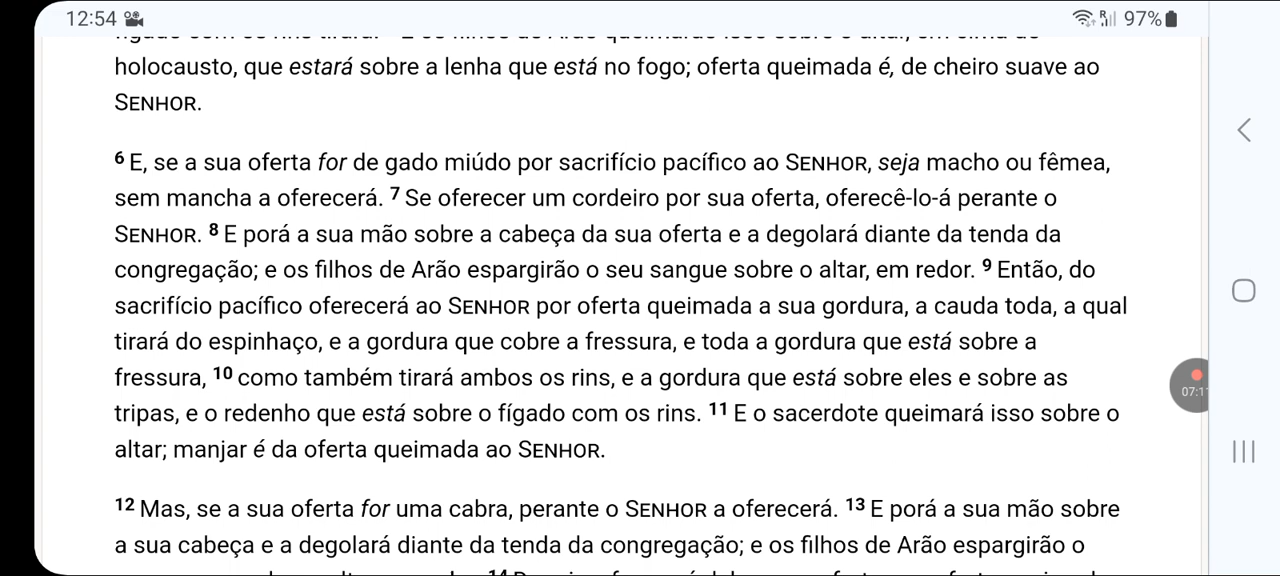 12:54
97%
holocausto, que estará sobre a lenha que está no fogo; oferta queimada é, de cheiro suave ao
SENHOR.
6 E, se a sua oferta for de gado miúdo por sacrifício pacífico ao SENHOR, seja macho ou fêmea,
sem mancha a oferecerá. 7 Se oferecer um cordeiro por sua oferta, oferecê-lo-á perante o
SENHOR. 8 E porá a sua mão sobre a cabeça da sua oferta e a degolará diante da tenda da
congregação; e os filhos de Arão espargirão o seu sangue sobre o altar, em redor. 9 Então, do
sacrifício pacífico oferecerá ao SENHOR por oferta queimada a sua gordura, a cauda toda, a qual
tirará do espinhaço, e a gordura que cobre a fressura, e toda a gordura que está sobre a
fressura, 10 como também tirará ambos os rins, e a gordura que está sobre eles e sobre as
tripas, e o redenho que está sobre o fígado com os rins. 11 E o sacerdote queimará isso sobre o
07:1
altar; manjar é da oferta queimada ao SENHOR.
12 Mas, se a sua oferta for uma cabra, perante o SENHOR a oferecerá. 13 E porá a sua mão sobre
a sua cabeça e a degolará diante da tenda da congregação; e os filhos de Arão espargirão o